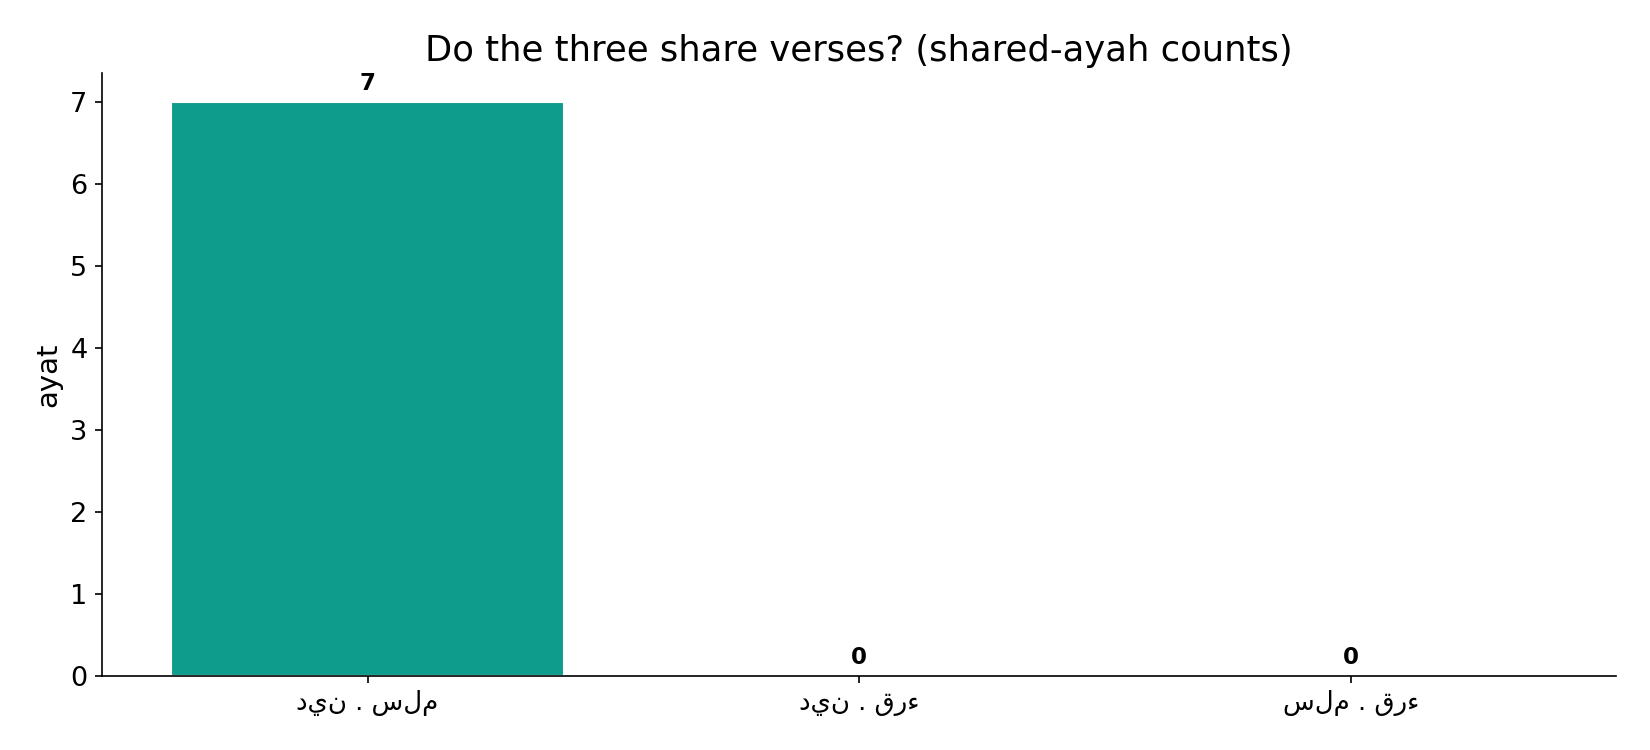 Do the three share verses? (shared-ayah counts)
7
7
6
5
4
3
2
1
0
0
0
ayat
سلم . دين
قرء . دين
قرء . سلم